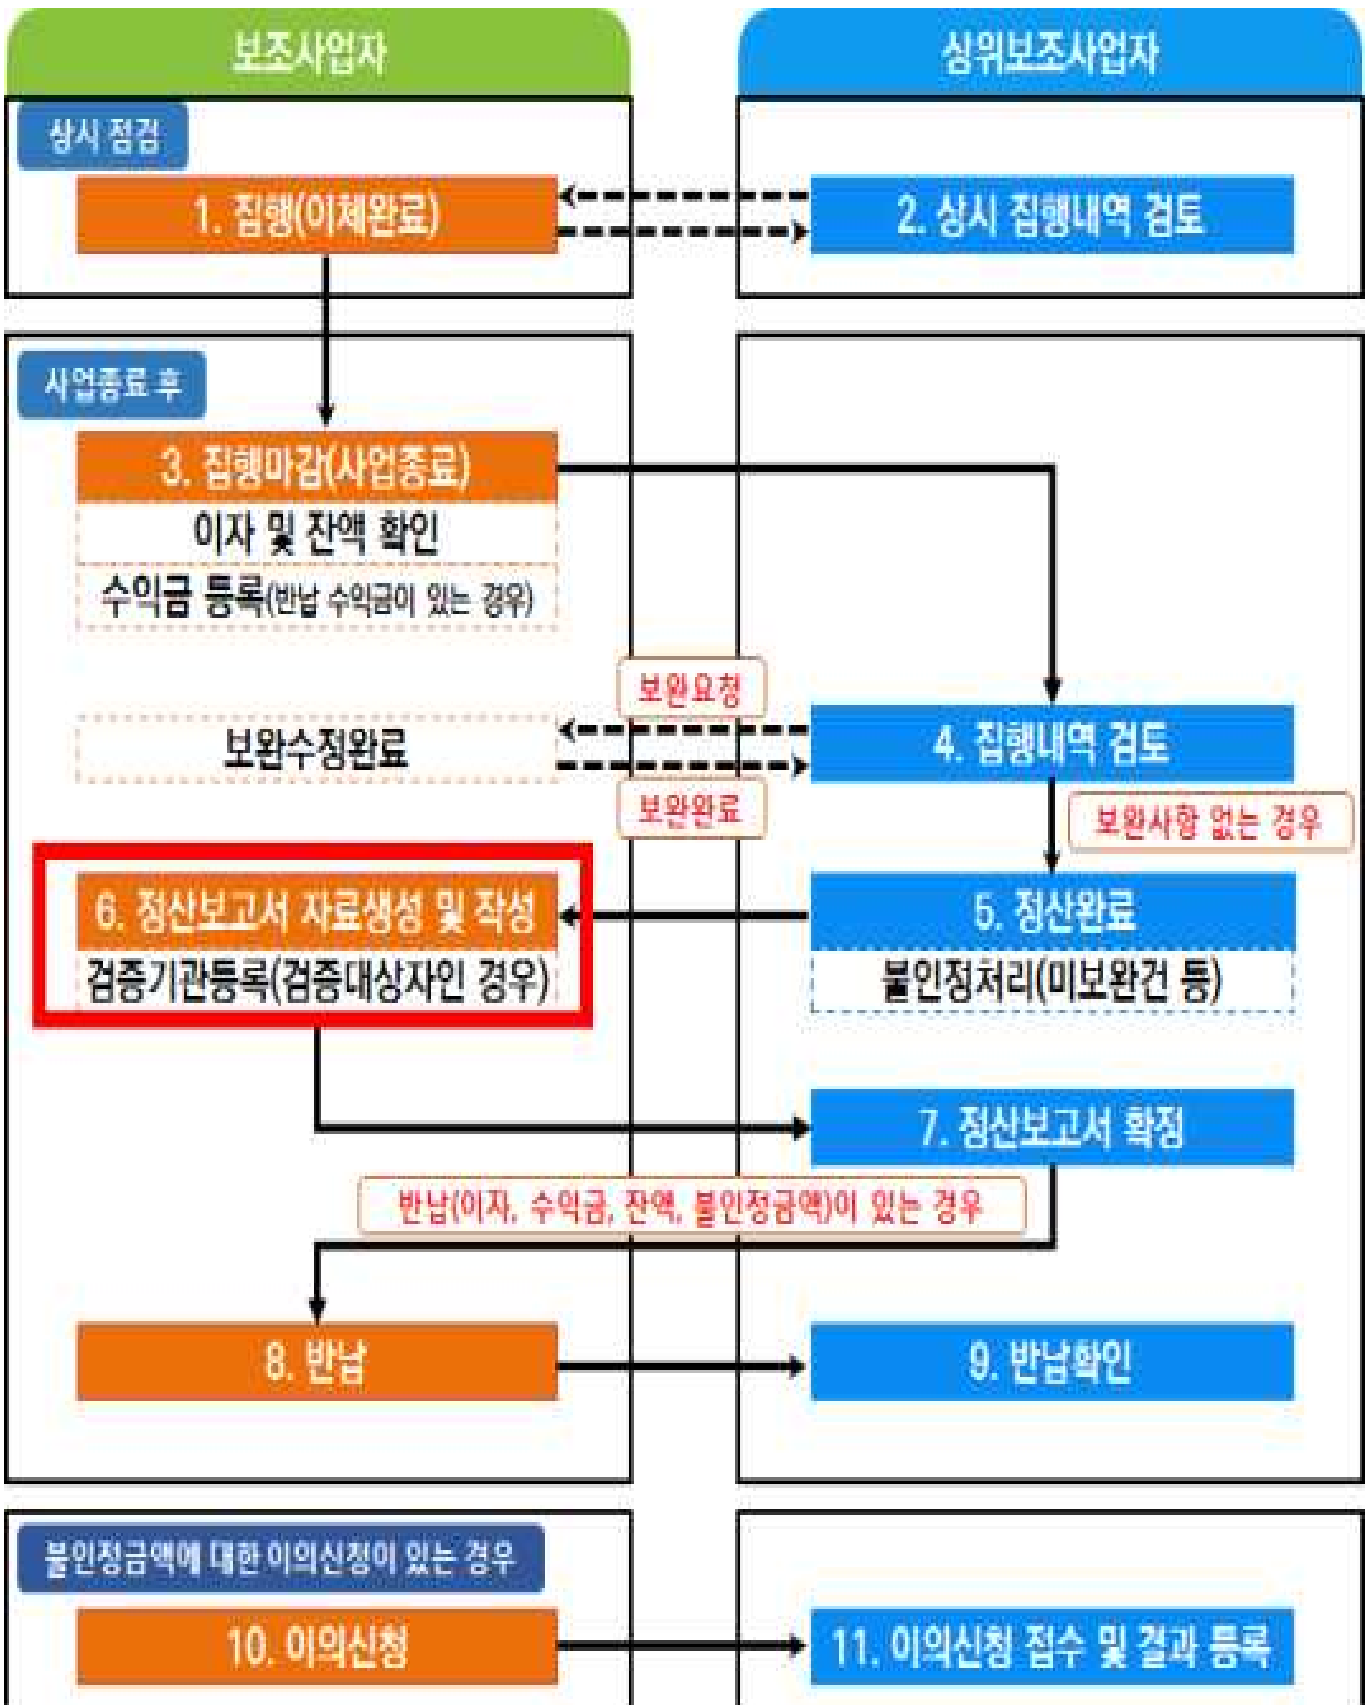 보조사업자
상위보조사업자
상시 점검
1. 집행(이체완료)
2. 상시 집행내역 검토
사업종료 후
3. 집행마감(사업종료)
이자 및 잔액 확인
수익금 등록(반납 수익금이 있는 경우)
보완요청
보완수정완료
4. 집행내역 검토
보완완료
보완사항 없는 경우
6. 정산보고서 자료생성 및 작성
검증기관등록(검증대상자인 경우)
5. 정산완료
불인정처리(미보완건 등)
7. 정산보고서 확정
반납(이자, 수익금, 잔액, 불인정금액)이 있는 경우
8. 반납
9. 반납확인
불인정금액에 대한 이의신청이 있는 경우
10. 이의신청
11. 이의신청 접수 및 결과 등록